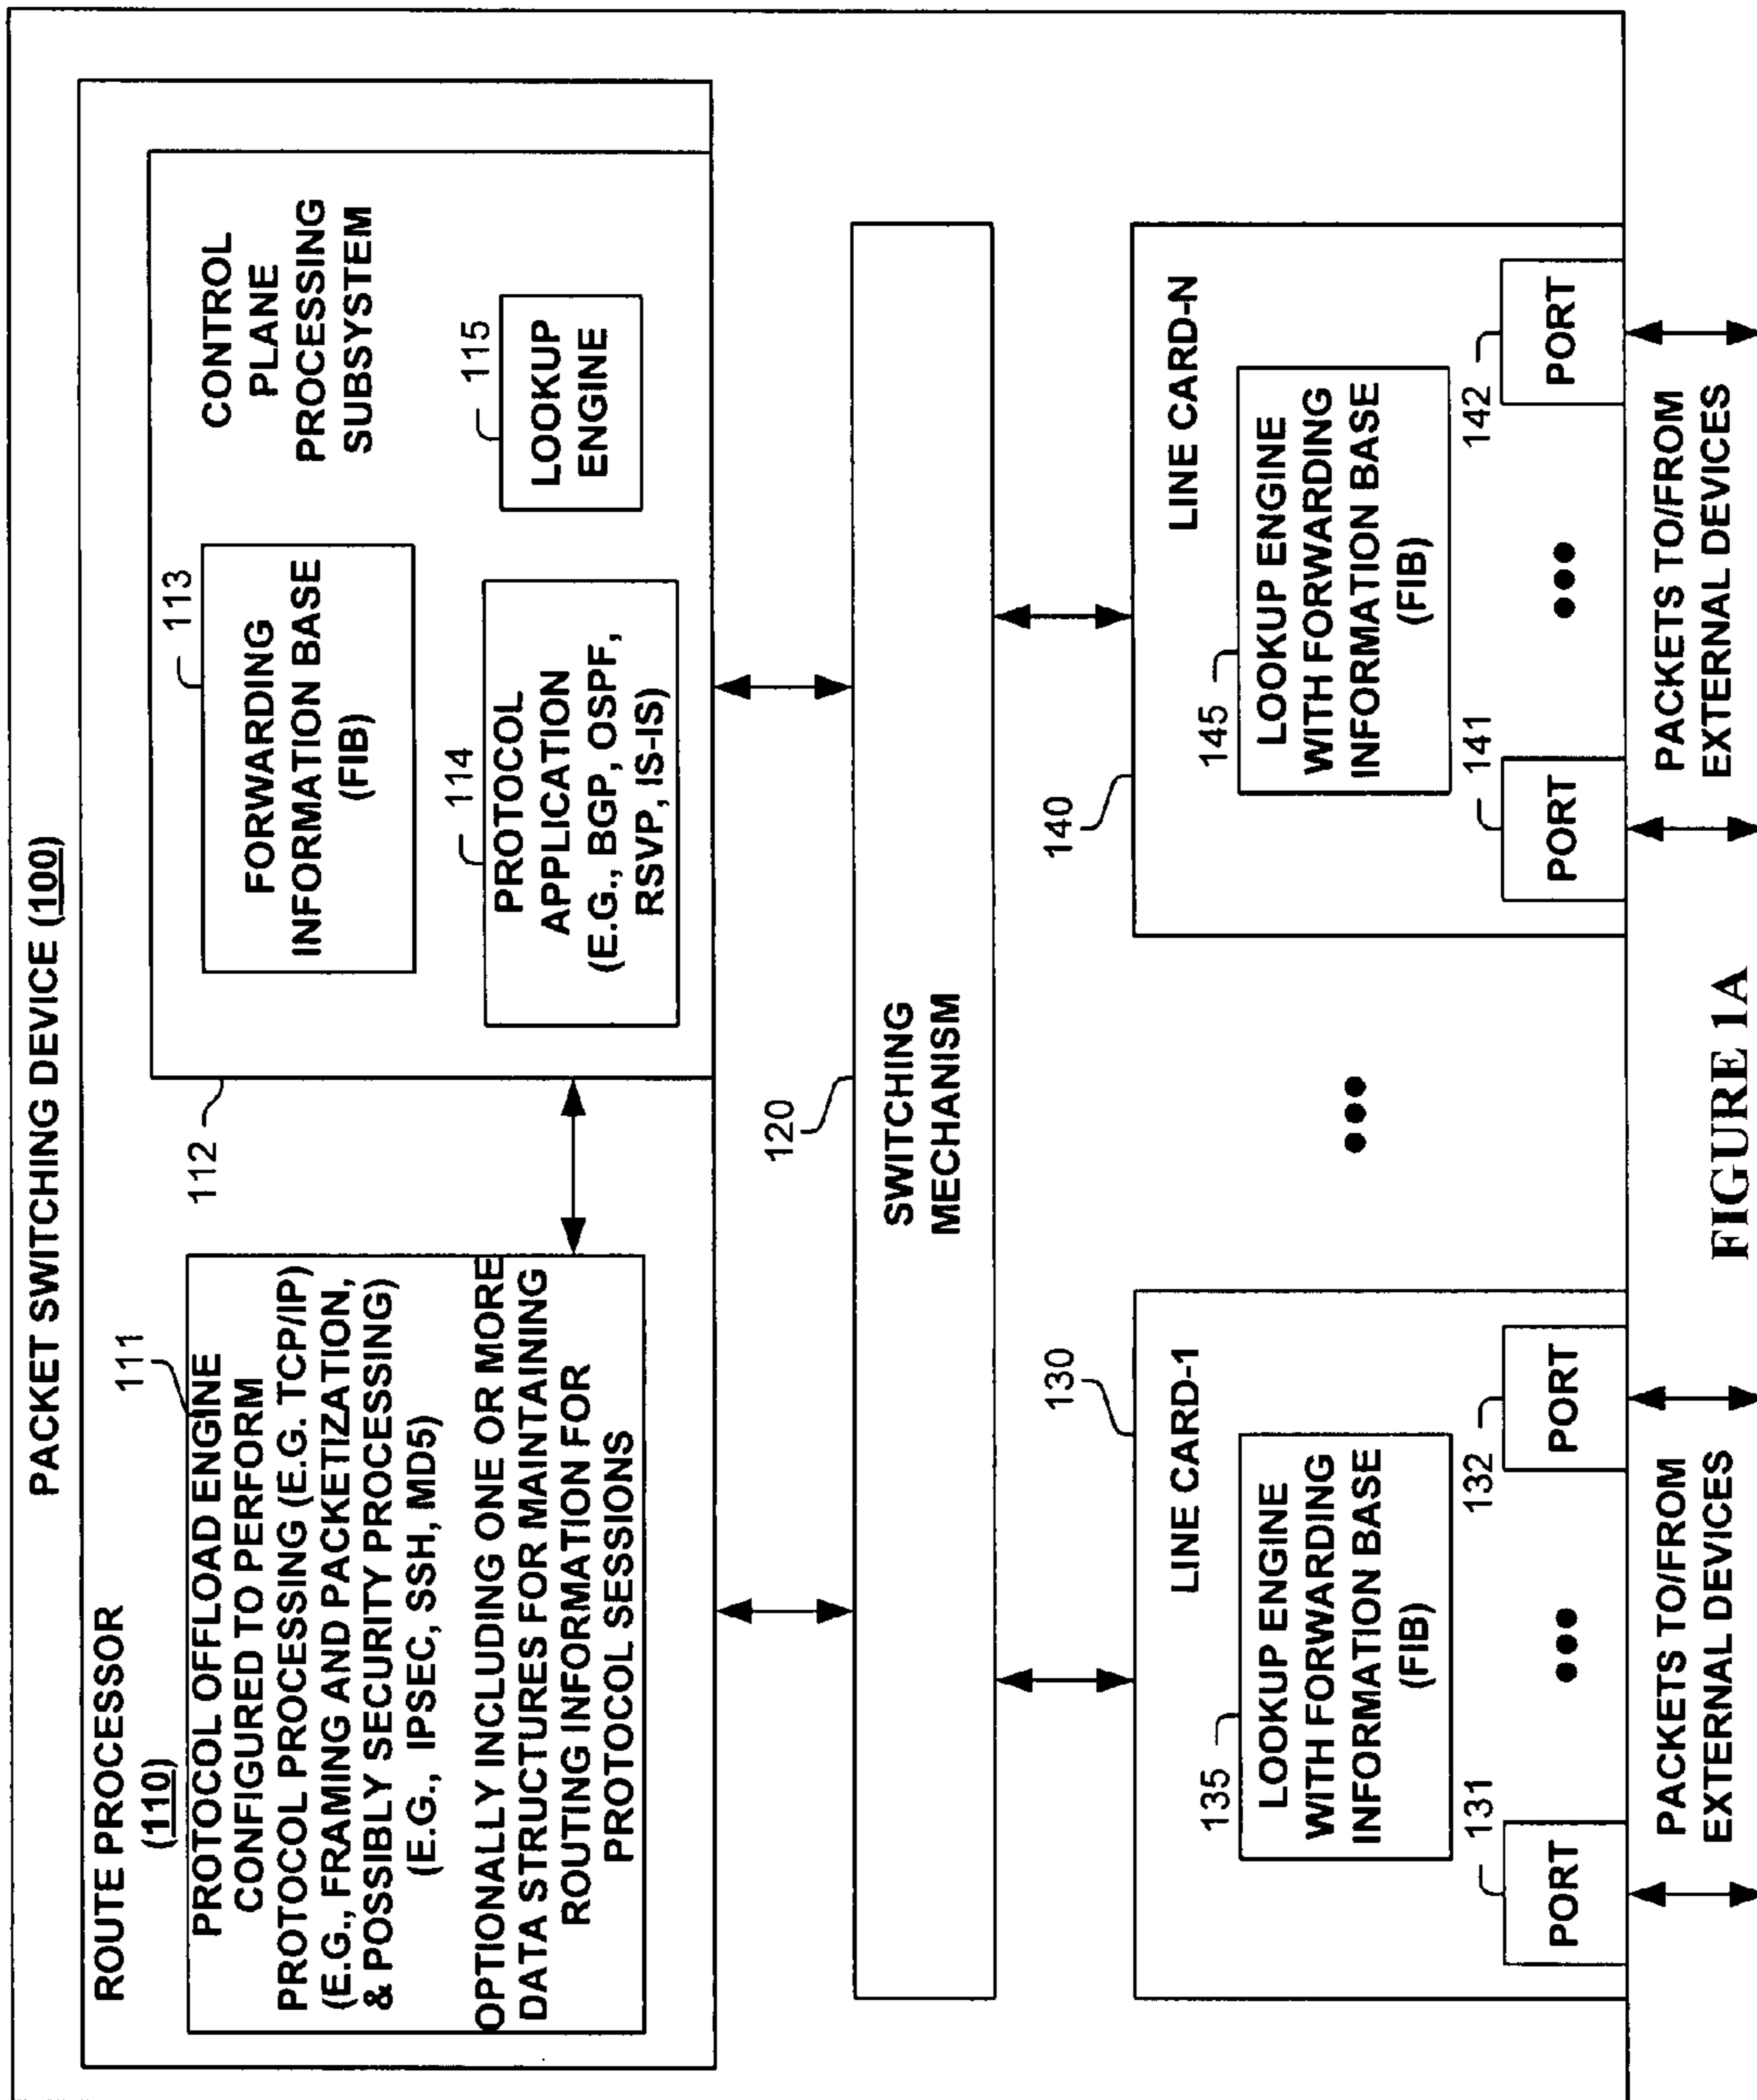 PACKET SWITCHING DEVICE (100)
ROUTE PROCESSOR
(110)
111
PROTOCOL OFFLOAD ENGINE
CONFIGURED TO PERFORM
PROTOCOL PROCESSING (E.G. TCP/IP)
(E.G., FRAMING AND PACKETIZATION,
& POSSIBLY SECURITY PROCESSING)
(E.G., IPSEC, SSH, MD5)
OPTIONALLY INCLUDING ONE OR MORE
DATA STRUCTURES FOR MAINTAINING
ROUTING INFORMATION FOR
PROTOCOL SESSIONS
112
113
FORWARDING
INFORMATION BASE
(FIB)
CONTROL
PLANE
PROCESSING
SUBSYSTEM
114
PROTOCOL
APPLICATION
(E.G., BGP, OSPF,
RSVP, IS-IS)
115
LOOKUP
ENGINE
120
SWITCHING
MECHANISM
130
LINE CARD-1
135
LOOKUP ENGINE
WITH FORWARDING
INFORMATION BASE
(FIB)
131
PORT
•••
132
PORT
PACKETS TO/FROM
EXTERNAL DEVICES
•••
140
LINE CARD-N
145
LOOKUP ENGINE
WITH FORWARDING
INFORMATION BASE
(FIB)
141
PORT
•••
142
PORT
PACKETS TO/FROM
EXTERNAL DEVICES
FIGURE 1A